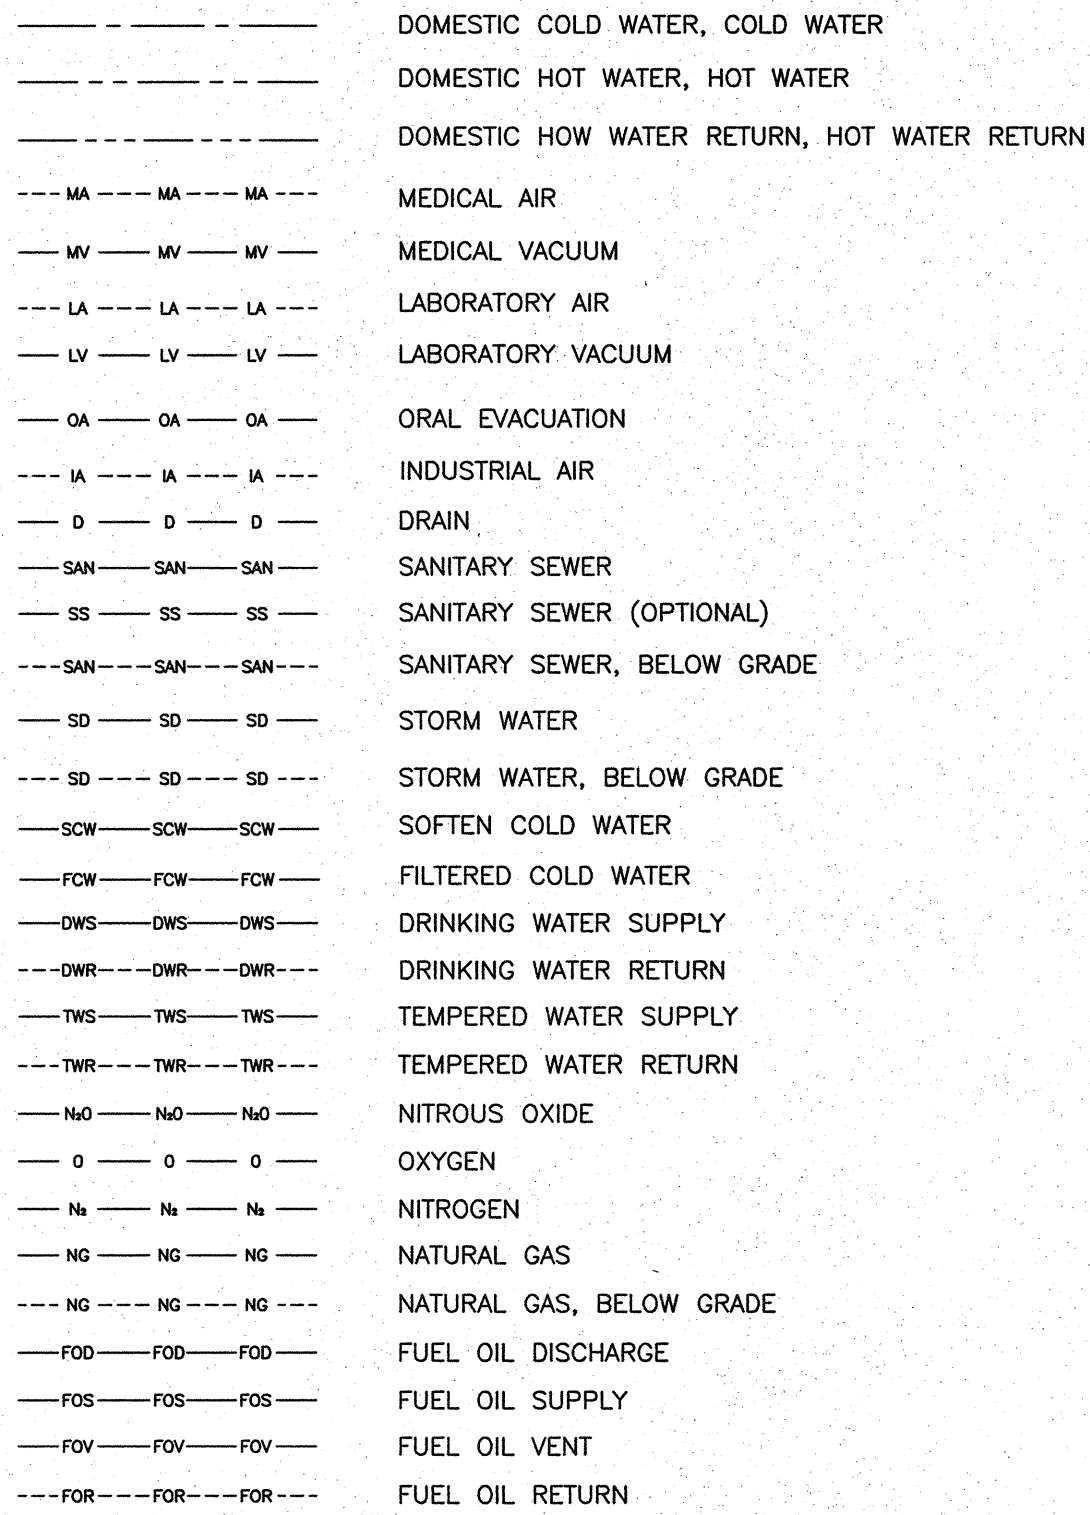 DOMESTIC COLD WATER, COLD WATER
DOMESTIC HOT WATER, HOT WATER
DOMESTIC HOW WATER RETURN, HOT WATER RETURN
MA MA MA MEDICAL AIR
MV MV MV MEDICAL VACUUM
LA LA LA LABORATORY AIR
LV LV LV LABORATORY VACUUM
OA OA OA ORAL EVACUATION
IA IA IA INDUSTRIAL AIR
D D D DRAIN
SAN SAN SAN SANITARY SEWER
SS SS SS SANITARY SEWER (OPTIONAL)
SAN SAN SAN SANITARY SEWER, BELOW GRADE
SD SD SD STORM WATER
SD SD SD STORM WATER, BELOW GRADE
SCW SCW SCW SOFTEN COLD WATER
FCW FCW FCW FILTERED COLD WATER
DWS DWS DWS DRINKING WATER SUPPLY
DWR DWR DWR DRINKING WATER RETURN
TWS TWS TWS TEMPERED WATER SUPPLY
TWR TWR TWR TEMPERED WATER RETURN
N₂O N₂O N₂O NITROUS OXIDE
O O O OXYGEN
N₂ N₂ N₂ NITROGEN
NG NG NG NATURAL GAS
NG NG NG NATURAL GAS, BELOW GRADE
FOD FOD FOD FUEL OIL DISCHARGE
FOS FOS FOS FUEL OIL SUPPLY
FOV FOV FOV FUEL OIL VENT
FOR FOR FOR FUEL OIL RETURN